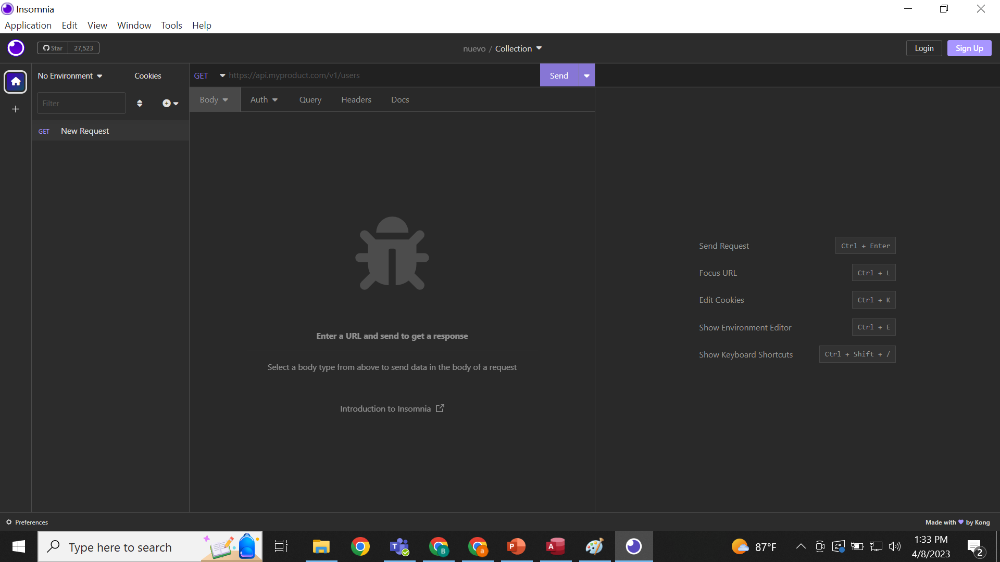 Insomnia
Application Edit View Window Tools Help
Star 27,523
nuevo / Collection
Login Sign Up
No Environment Cookies
GET https://api.myproduct.com/v1/users Send
Filter
Body Auth Query Headers Docs
GET New Request
Enter a URL and send to get a response
Select a body type from above to send data in the body of a request
Introduction to Insomnia
Send Request Ctrl + Enter
Focus URL Ctrl + L
Edit Cookies Ctrl + K
Show Environment Editor Ctrl + E
Show Keyboard Shortcuts Ctrl + Shift + /
Preferences
Made with by Kong
Type here to search
T
B
a
P
A
87°F
1:33 PM
4/8/2023
2